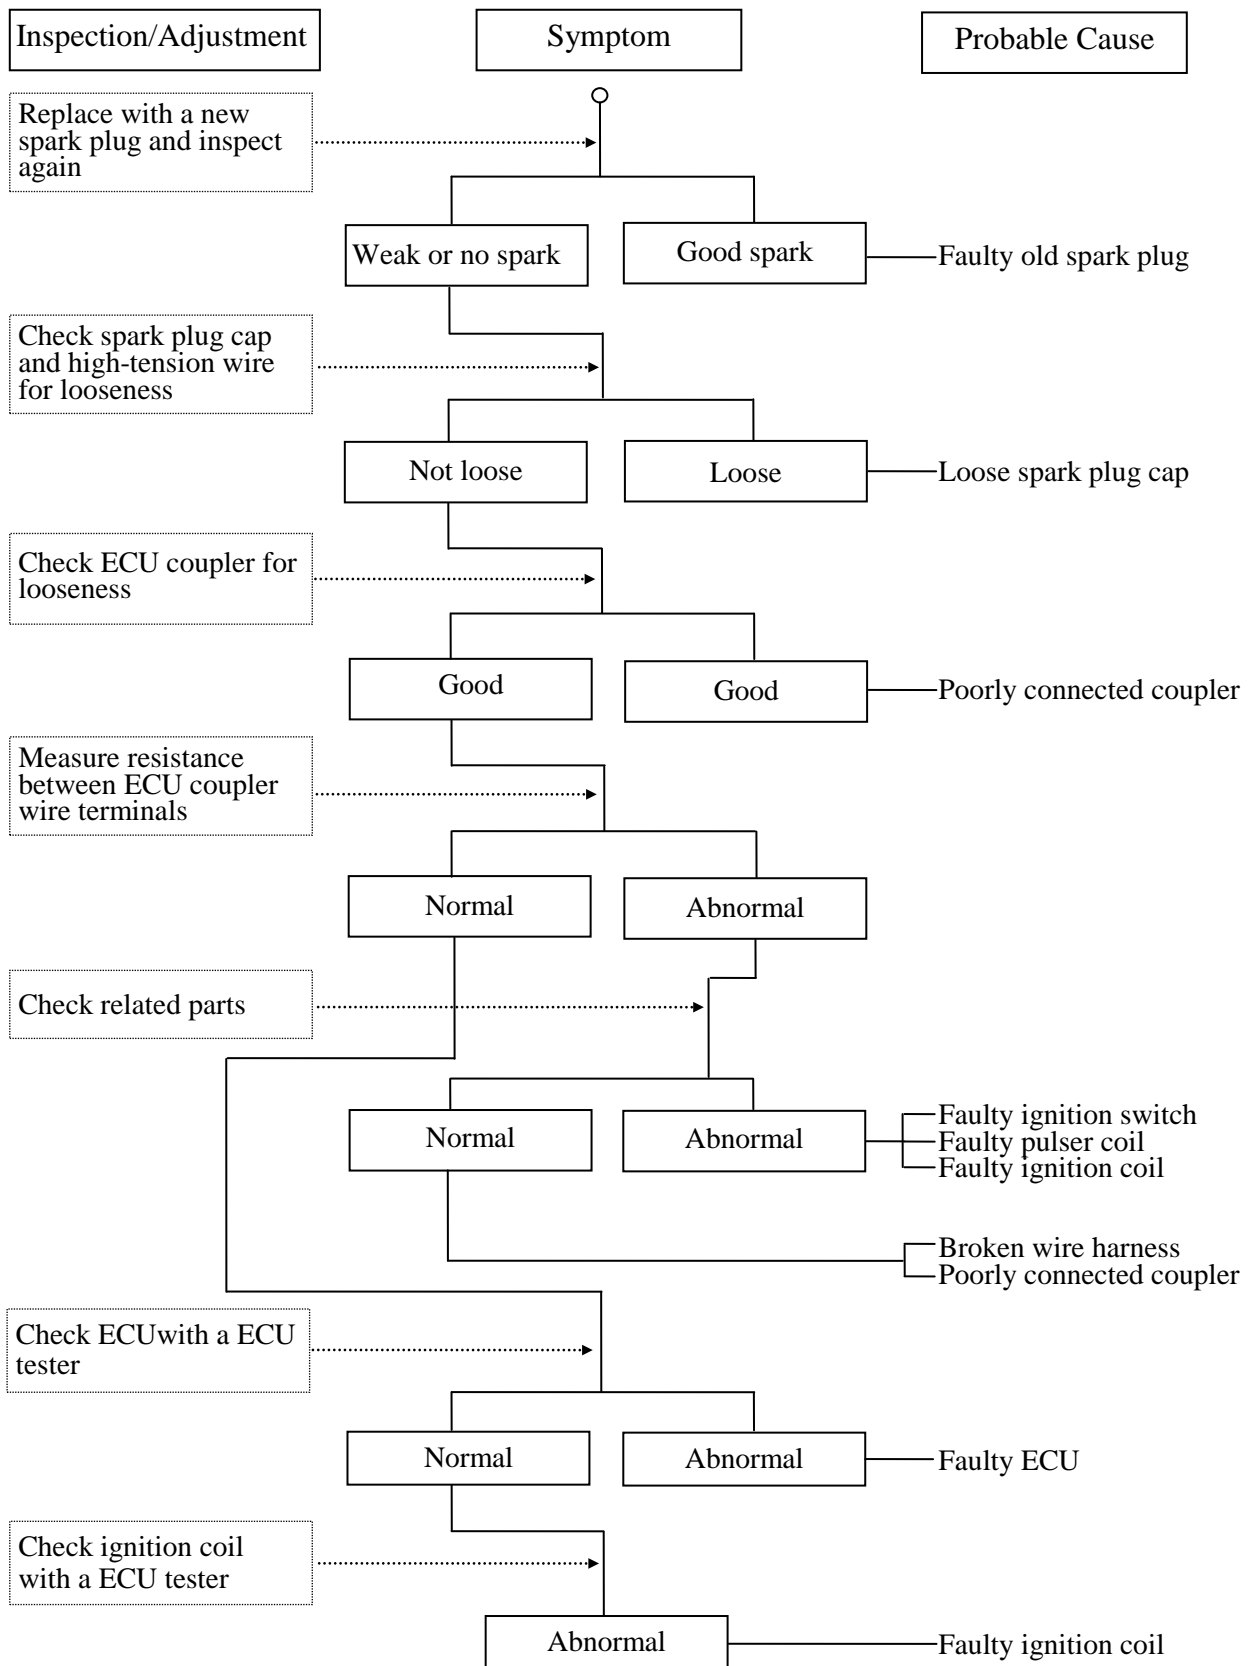 Inspection/Adjustment
Symptom
Probable Cause
Replace with a new
spark plug and inspect
again
Weak or no spark
Good spark
Faulty old spark plug
Check spark plug cap
and high-tension wire
for looseness
Not loose
Loose
Loose spark plug cap
Check ECU coupler for
looseness
Good
Good
Poorly connected coupler
Measure resistance
between ECU coupler
wire terminals
Normal
Abnormal
Check related parts
Normal
Abnormal
Faulty ignition switch
Faulty pulser coil
Faulty ignition coil
Broken wire harness
Poorly connected coupler
Check ECUwith a ECU
tester
Normal
Abnormal
Faulty ECU
Check ignition coil
with a ECU tester
Abnormal
Faulty ignition coil